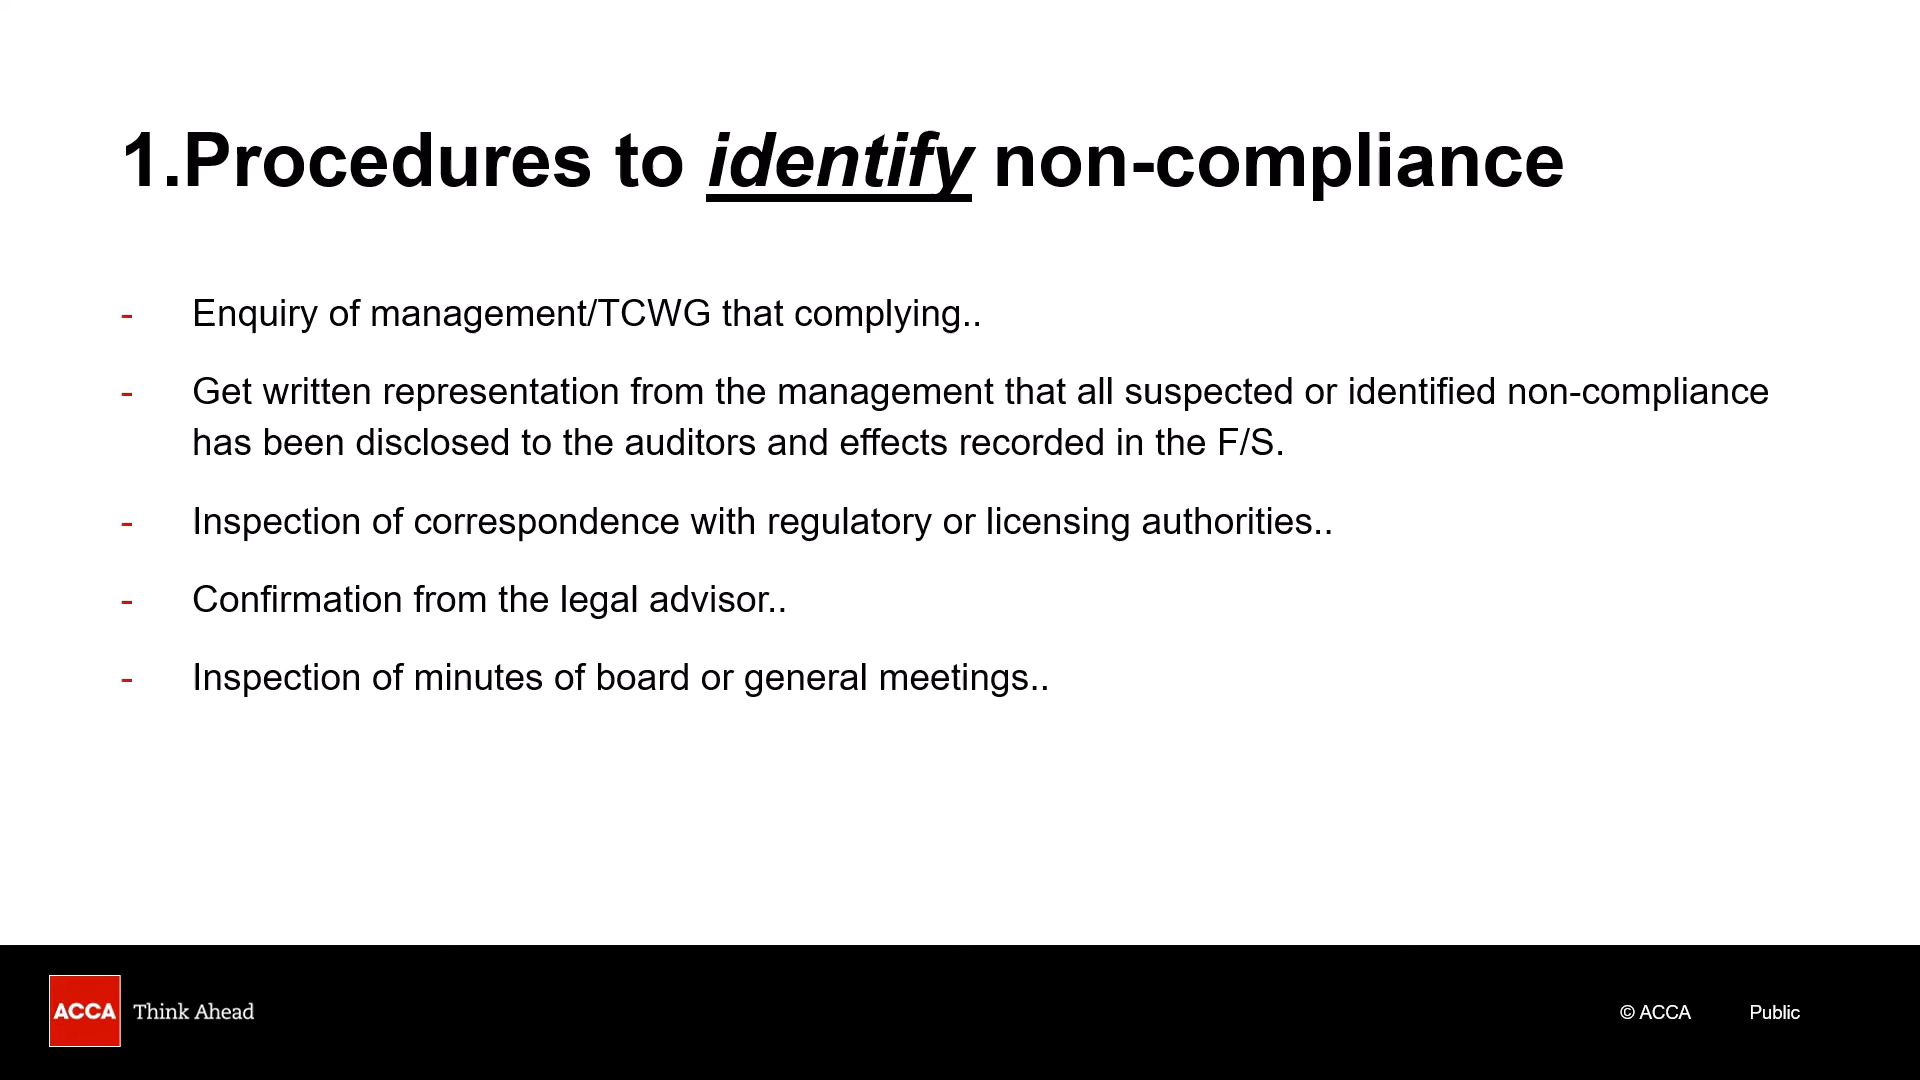 1.Procedures to identify non-compliance
- Enquiry of management/TCWG that complying..
- Get written representation from the management that all suspected or identified non-compliance
has been disclosed to the auditors and effects recorded in the F/S.
- Inspection of correspondence with regulatory or licensing authorities..
- Confirmation from the legal advisor..
- Inspection of minutes of board or general meetings..
ACCA Think Ahead
© ACCA Public